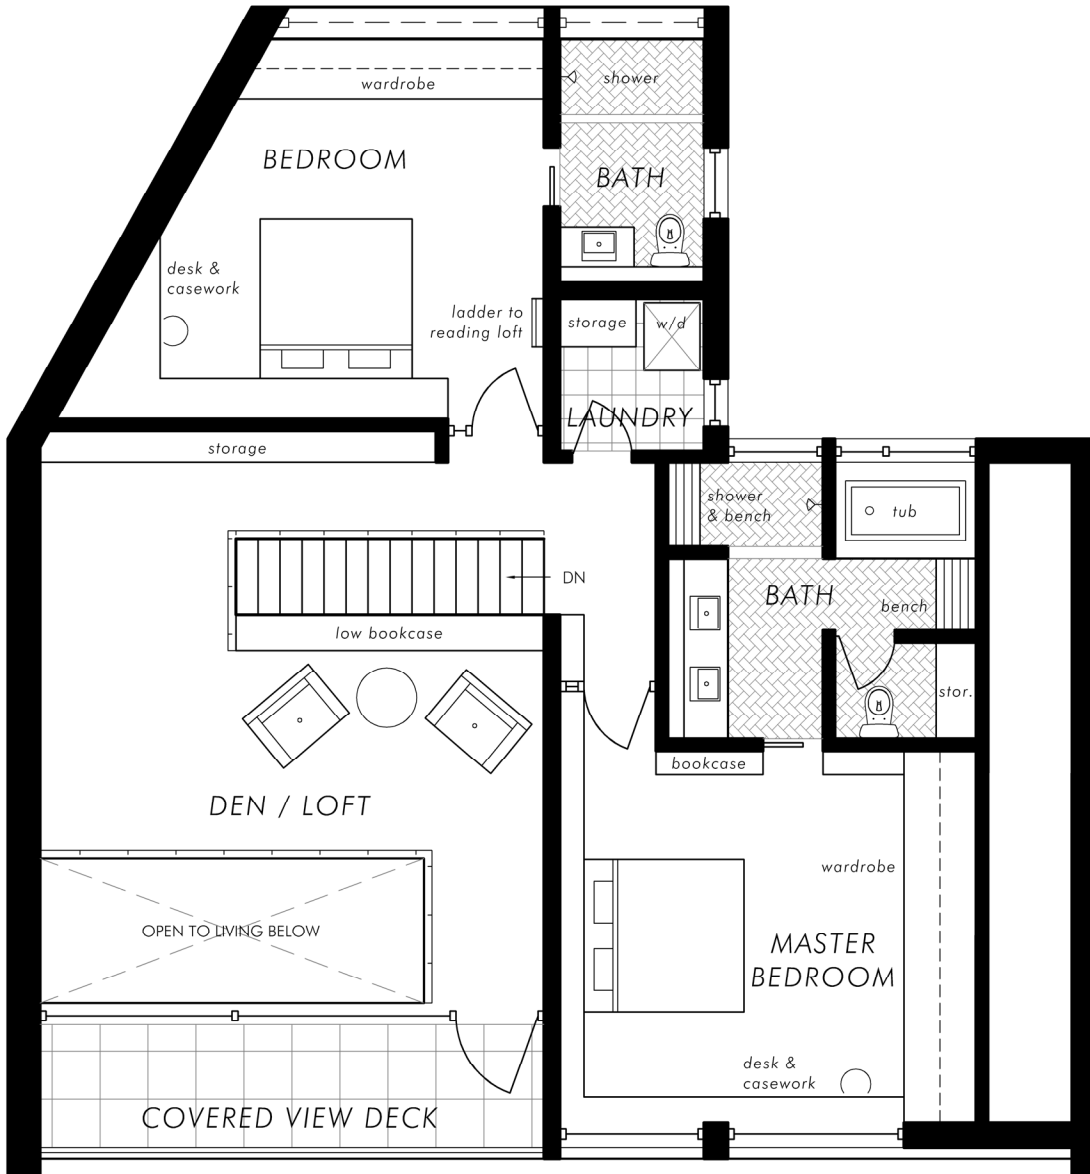 wardrobe
shower
BEDROOM
BATH
desk &
casework
ladder to
reading loft
storage
w/d
LAUNDRY
storage
shower
& bench
tub
DN
BATH
bench
low bookcase
stor.
bookcase
DEN / LOFT
wardrobe
OPEN TO LIVING BELOW
MASTER
BEDROOM
desk &
casework
COVERED VIEW DECK